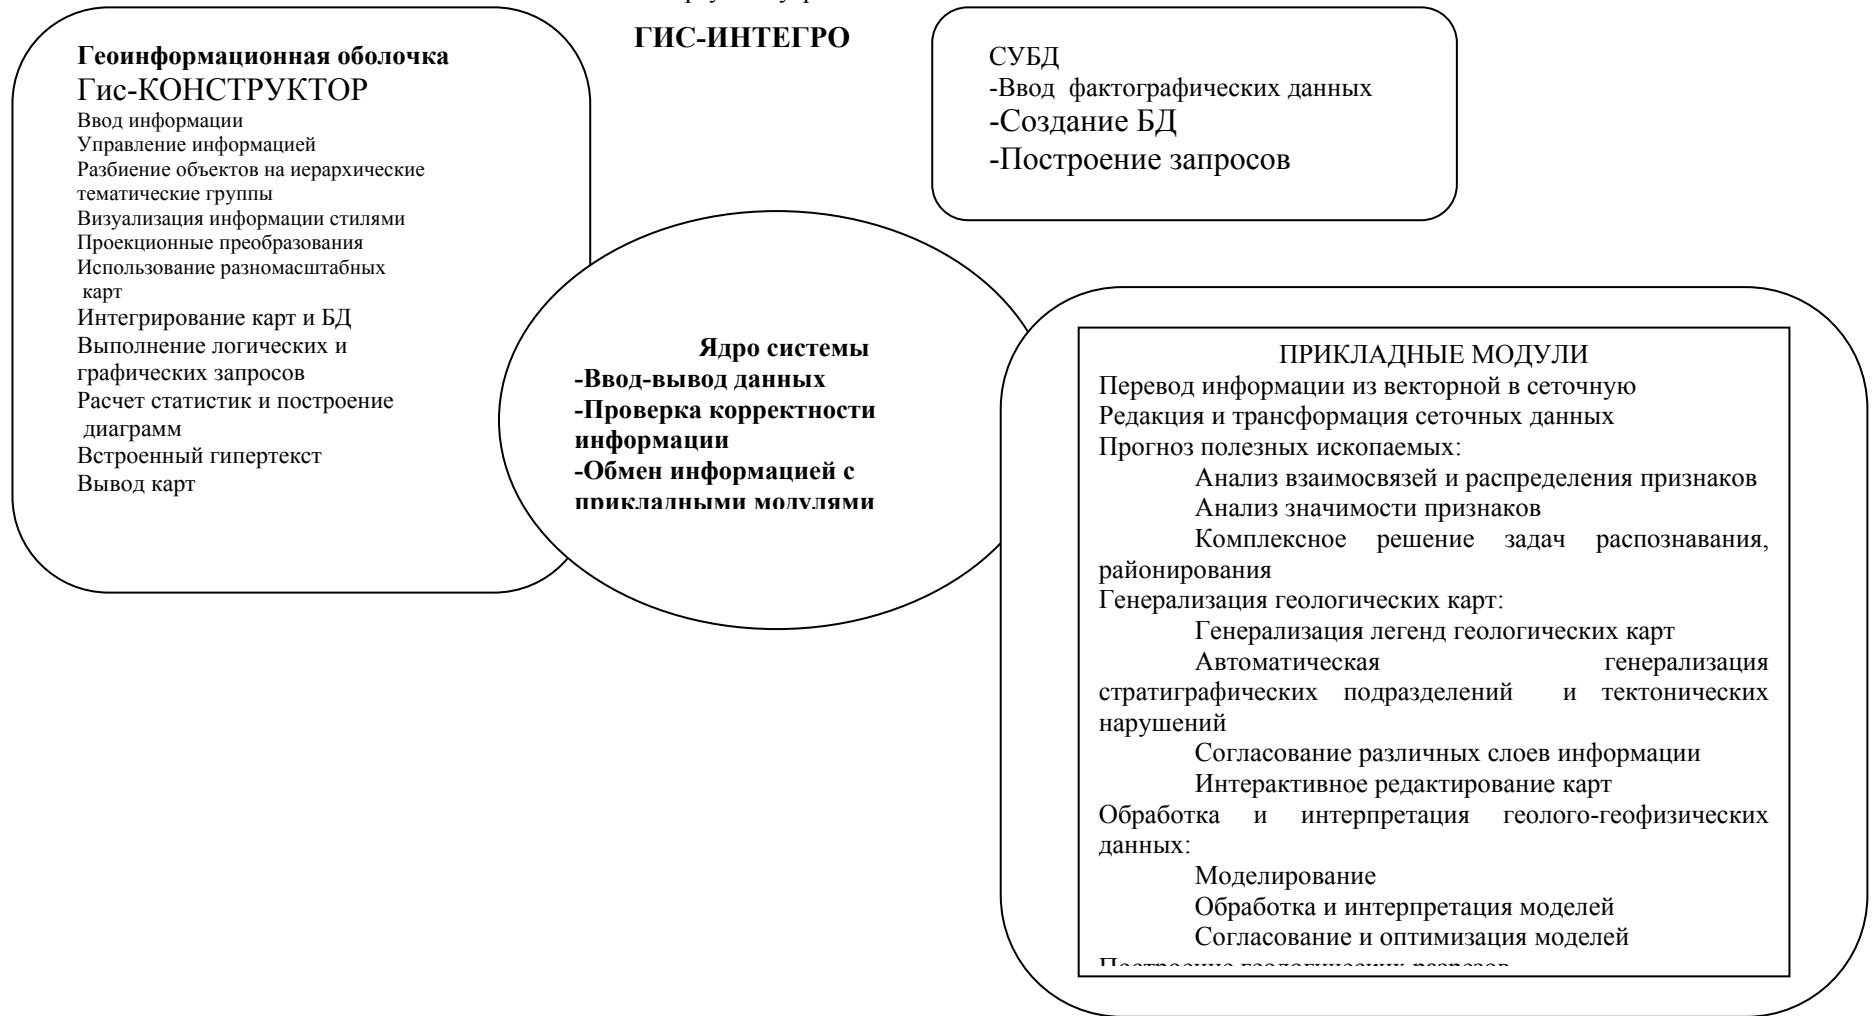 ГИС-ИНТЕГРО
Геоинформационная оболочка
Гис-КОНСТРУКТОР
Ввод информации
Управление информацией
Разбиение объектов на иерархические
тематические группы
Визуализация информации стилями
Проекционные преобразования
Использование разномасштабных
карт
Интегрирование карт и БД
Выполнение логических и
графических запросов
Расчет статистик и построение
диаграмм
Встроенный гипертекст
Вывод карт
СУБД
-Ввод фактографических данных
-Создание БД
-Построение запросов
Ядро системы
-Ввод-вывод данных
-Проверка корректности
информации
-Обмен информацией с
прикладными модулями
ПРИКЛАДНЫЕ МОДУЛИ
Перевод информации из векторной в сеточную
Редакция и трансформация сеточных данных
Прогноз полезных ископаемых:
Анализ взаимосвязей и распределения признаков
Анализ значимости признаков
Комплексное решение задач распознавания,
районирования
Генерализация геологических карт:
Генерализация легенд геологических карт
Автоматическая генерализация
стратиграфических подразделений и тектонических
нарушений
Согласование различных слоев информации
Интерактивное редактирование карт
Обработка и интерпретация геолого-геофизических
данных:
Моделирование
Обработка и интерпретация моделей
Согласование и оптимизация моделей
Построение геологических разрезов